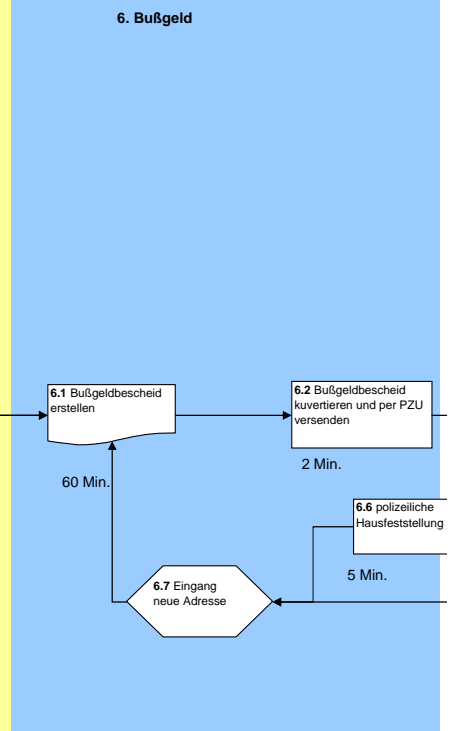 6. Bußgeld
6.1 Bußgeldbescheid
erstellen
6.2 Bußgeldbescheid
kuvertieren und per PZU
versenden
2 Min.
60 Min.
6.6 polizeiliche
Hausfeststellung
5 Min.
6.7 Eingang
neue Adresse